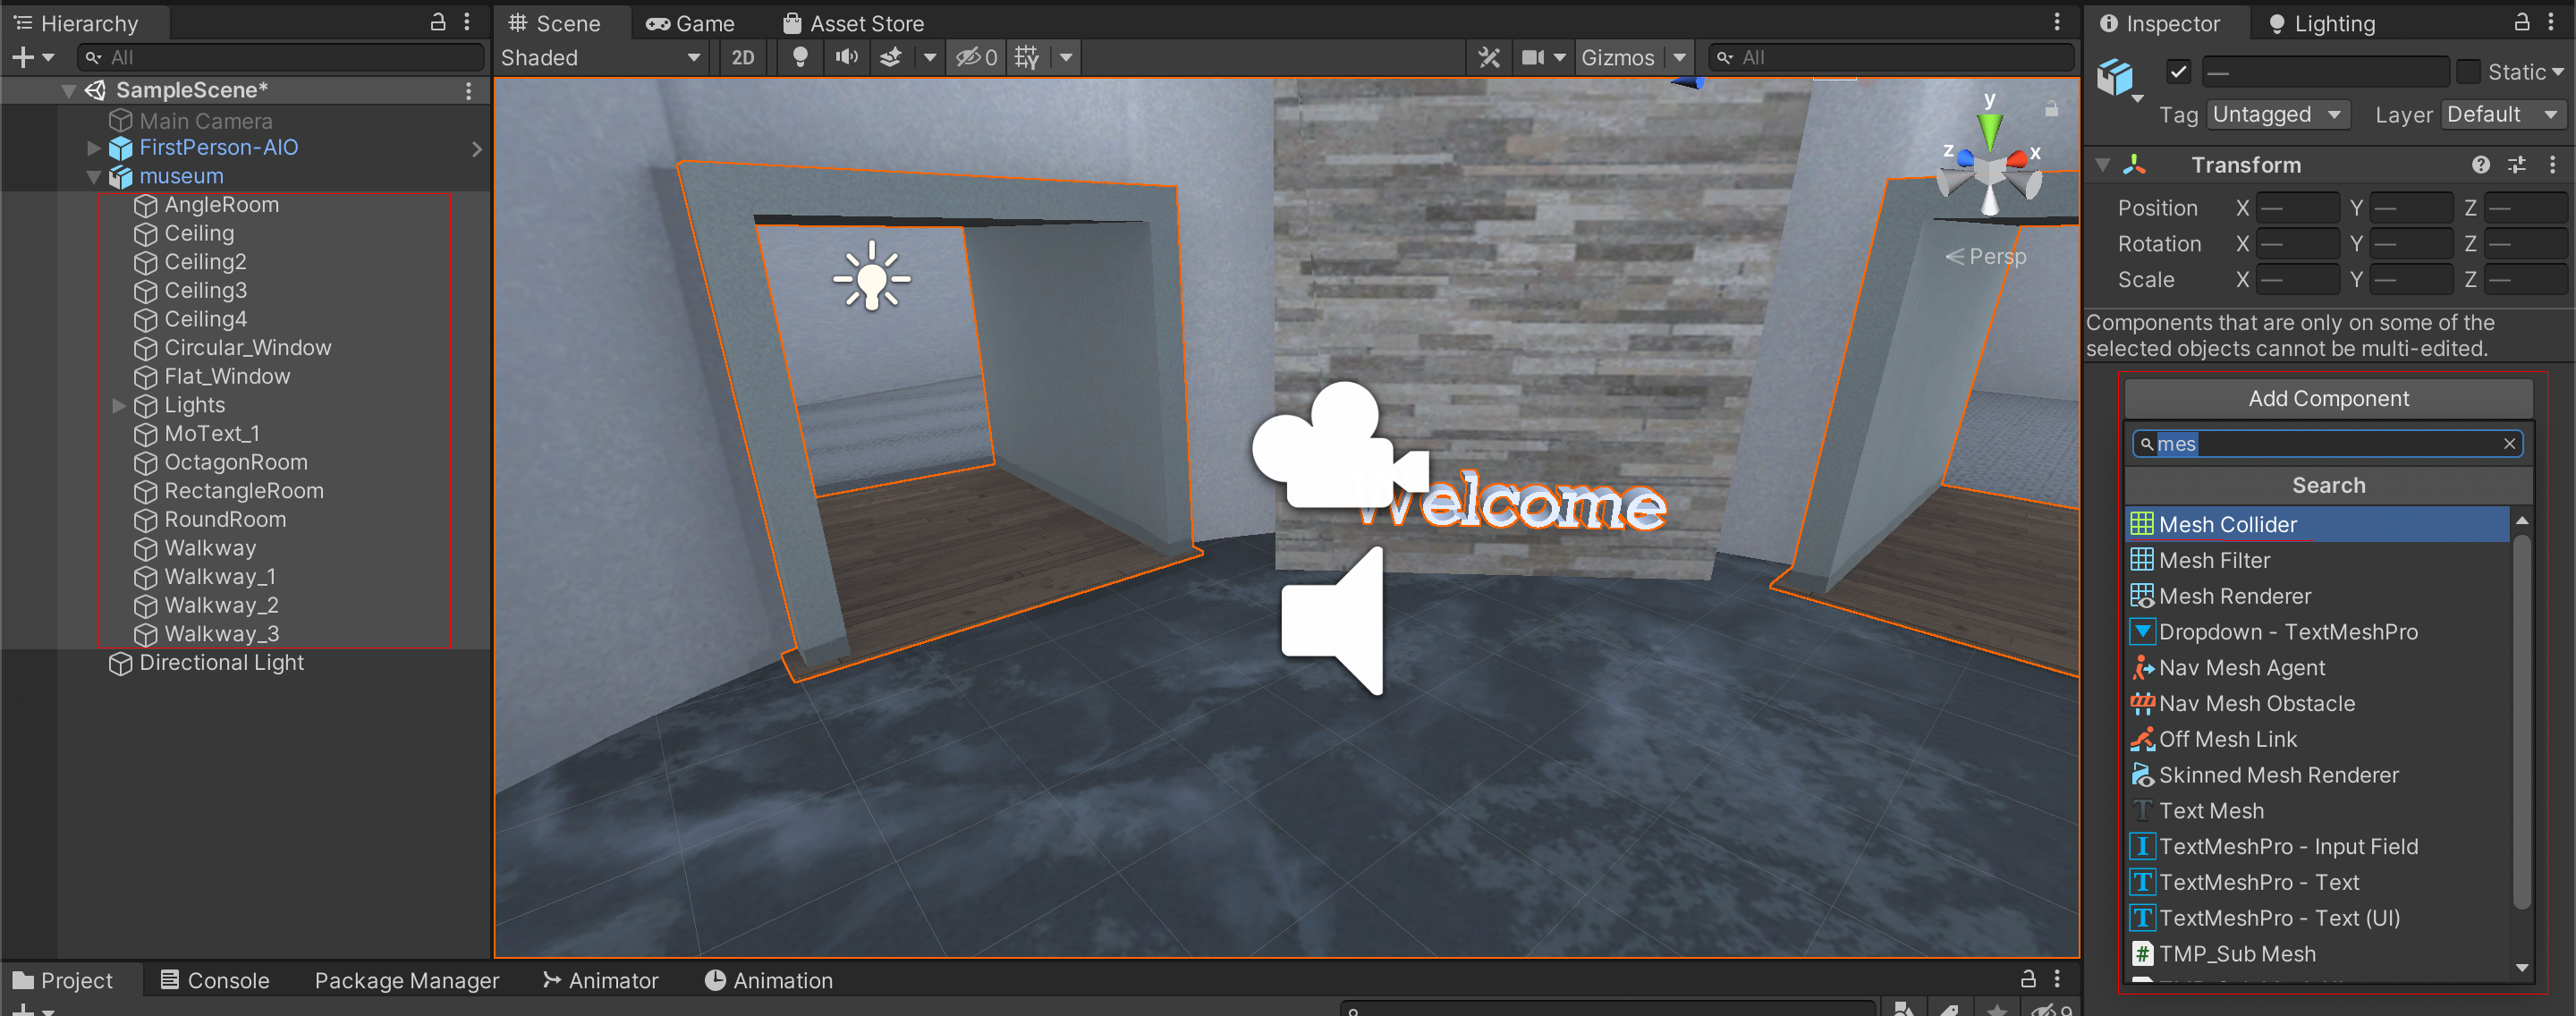 Hierarchy
All
SampleScene*
Main Camera
FirstPerson-AIO
museum
AngleRoom
Ceiling
Ceiling2
Ceiling3
Ceiling4
Circular_Window
Flat_Window
Lights
MoText_1
OctagonRoom
RectangleRoom
RoundRoom
Walkway
Walkway_1
Walkway_2
Walkway_3
Directional Light
Scene Game Asset Store
Shaded 2D 0 Gizmos All
y
z x
Persp
Welcome
Inspector Lighting
— Static
Tag Untagged Layer Default
Transform
Position X — Y — Z —
Rotation X — Y — Z —
Scale X — Y — Z —
Components that are only on some of the
selected objects cannot be multi-edited.
Add Component
mes
Search
Mesh Collider
Mesh Filter
Mesh Renderer
Dropdown - TextMeshPro
Nav Mesh Agent
Nav Mesh Obstacle
Off Mesh Link
Skinned Mesh Renderer
Text Mesh
TextMeshPro - Input Field
TextMeshPro - Text
TextMeshPro - Text (UI)
TMP_Sub Mesh
Project Console Package Manager Animator Animation